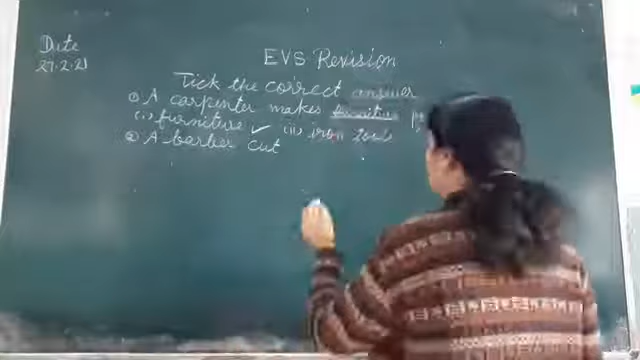 Date
27.2.21
EVS Revision
Tick the correct answer
① A carpenter makes furniture
(i) furniture ✓ (ii) iron tools
② A barber cut